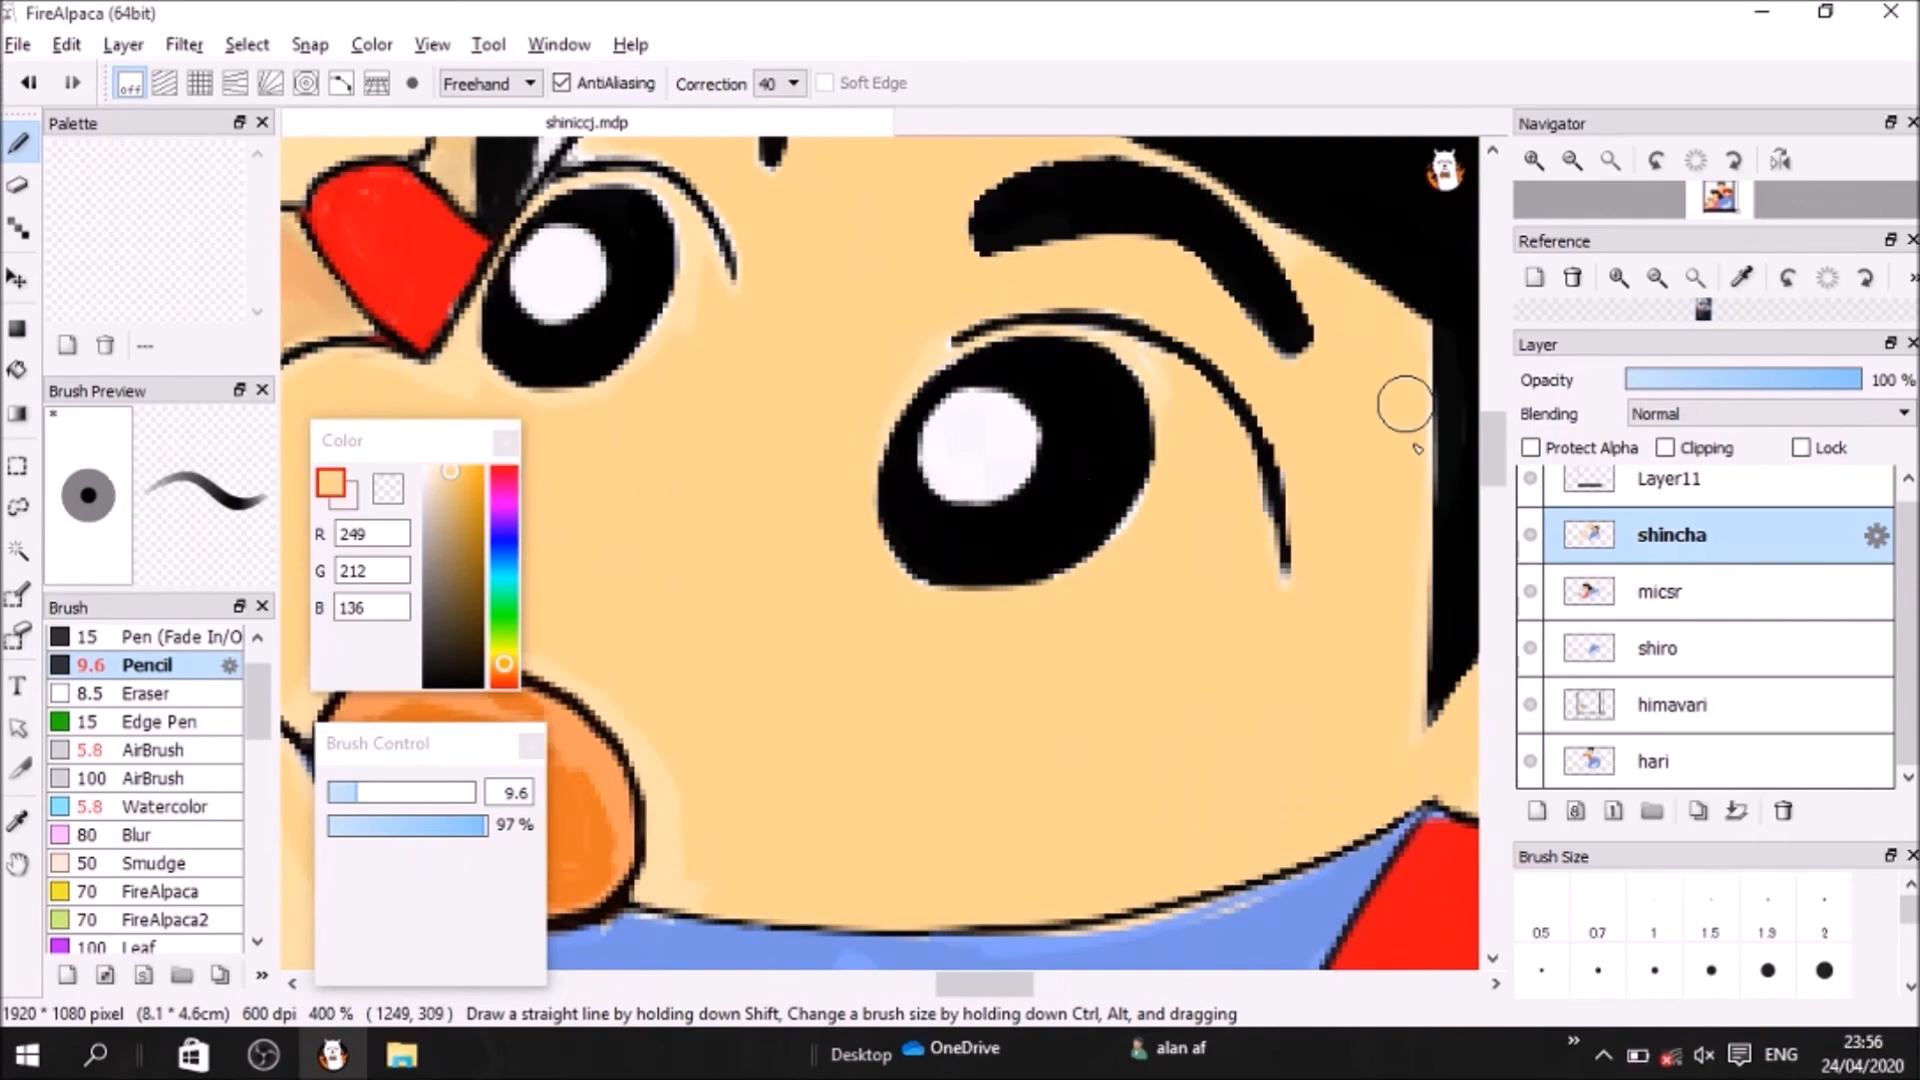 FireAlpaca (64bit)
File Edit Layer Filter Select Snap Color View Tool Window Help
off Freehand AntiAliasing Correction 40 Soft Edge
Palette
shiniccj.mdp
Navigator
Reference
---
Brush Preview
*
Layer
Opacity 100 %
Blending Normal
Protect Alpha Clipping Lock
Layer11
shincha
micsr
shiro
himavari
hari
Color
R 249
G 212
B 136
Brush
15 Pen (Fade In/O
9.6 Pencil
8.5 Eraser
15 Edge Pen
5.8 AirBrush
100 AirBrush
5.8 Watercolor
80 Blur
50 Smudge
70 FireAlpaca
70 FireAlpaca2
100 Leaf
Brush Control
9.6
97 %
Brush Size
0.5 0.7 1 1.5 1.9 2
1920 * 1080 pixel (8.1 * 4.6cm) 600 dpi 400 % ( 1249, 309 ) Draw a straight line by holding down Shift, Change a brush size by holding down Ctrl, Alt, and dragging
Desktop OneDrive alan af ENG
23:56
24/04/2020